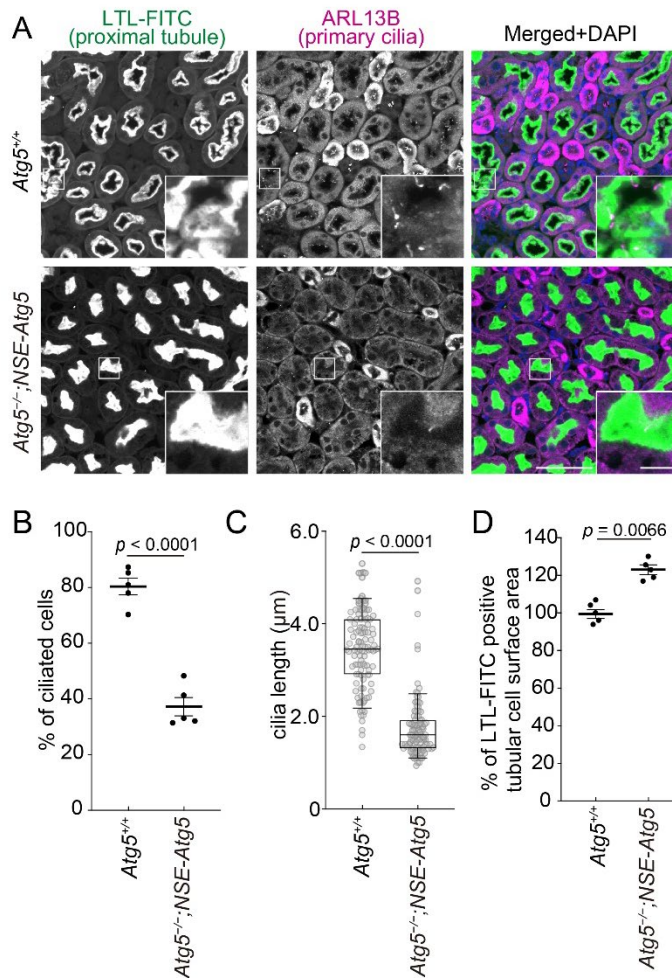 A
LTL-FITC
(proximal tubule)
ARL13B
(primary cilia)
Merged+DAPI
Atg5+/+
Atg5−/−;NSE-Atg5
B
% of ciliated cells
100
80
60
40
20
0
p < 0.0001
Atg5+/+
Atg5−/−;NSE-Atg5
C
cilia length (µm)
6.0
4.0
2.0
0
p < 0.0001
Atg5+/+
Atg5−/−;NSE-Atg5
D
% of LTL-FITC positive
tubular cell surface area
140
120
100
80
60
40
20
0
p = 0.0066
Atg5+/+
Atg5−/−;NSE-Atg5